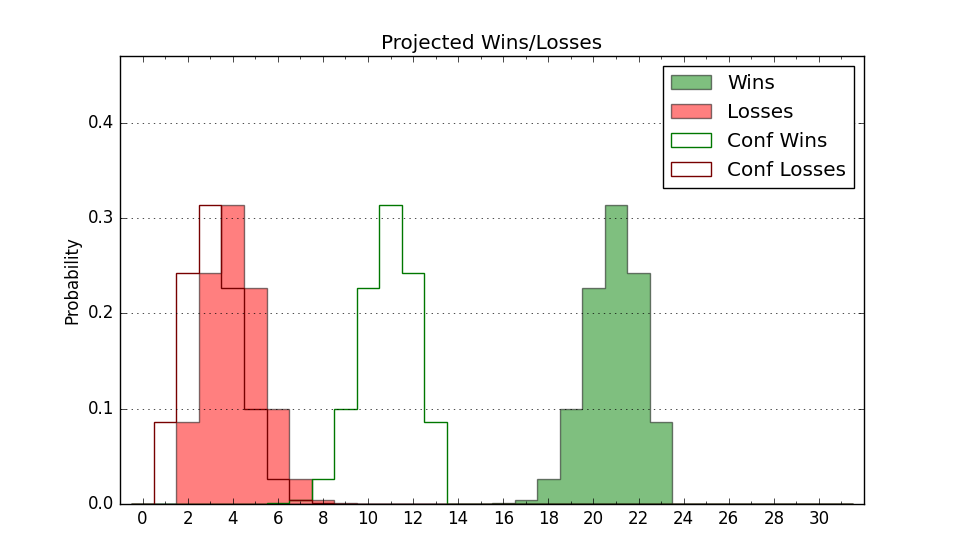 Projected Wins/Losses
Wins
Losses
Conf Wins
Conf Losses
Probability
0.4
0.3
0.2
0.1
0.0
0 2 4 6 8 10 12 14 16 18 20 22 24 26 28 30